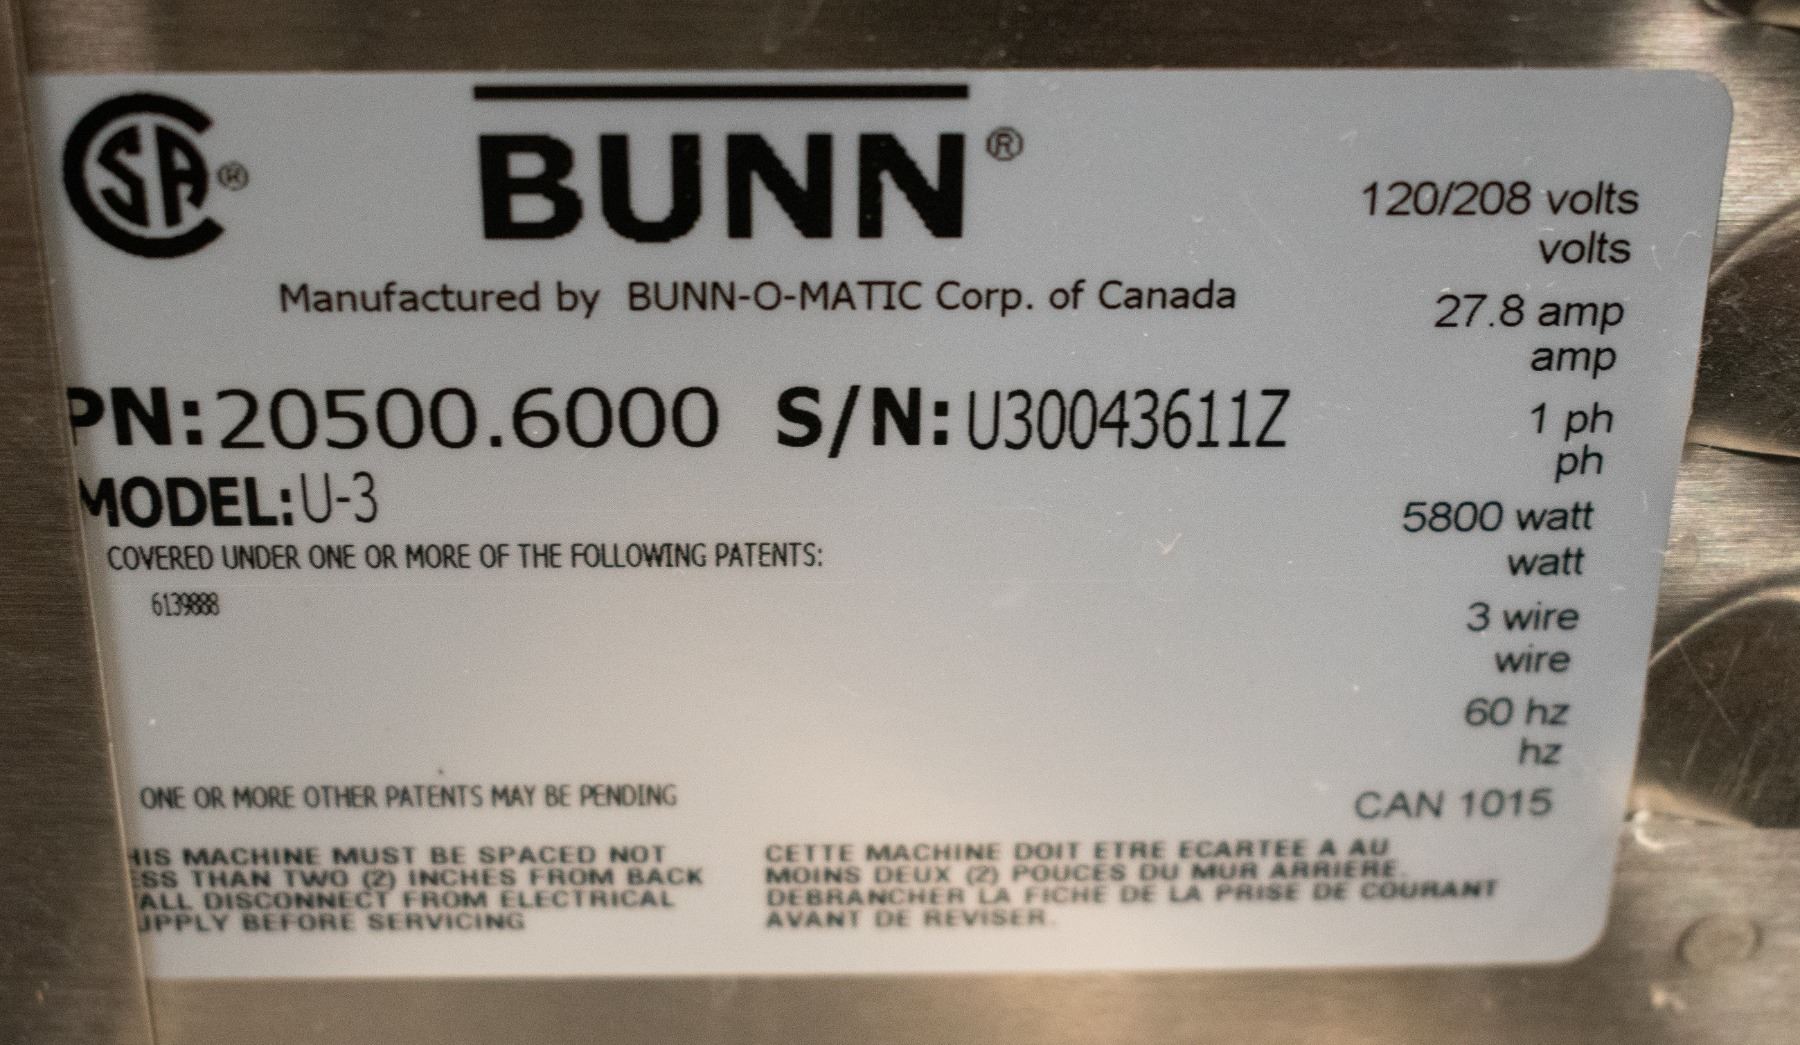 CSA®
BUNN®
Manufactured by BUNN-O-MATIC Corp. of Canada
PN:20500.6000 S/N:U30043611Z
MODEL:U-3
COVERED UNDER ONE OR MORE OF THE FOLLOWING PATENTS:
6139888
ONE OR MORE OTHER PATENTS MAY BE PENDING
HIS MACHINE MUST BE SPACED NOT
ESS THAN TWO (2) INCHES FROM BACK
ALL DISCONNECT FROM ELECTRICAL
UPPLY BEFORE SERVICING
CETTE MACHINE DOIT ETRE ECARTEE A AU
MOINS DEUX (2) POUCES DU MUR ARRIERE.
DEBRANCHER LA FICHE DE LA PRISE DE COURANT
AVANT DE REVISER.
120/208 volts
volts
27.8 amp
amp
1 ph
ph
5800 watt
watt
3 wire
wire
60 hz
hz
CAN 1015